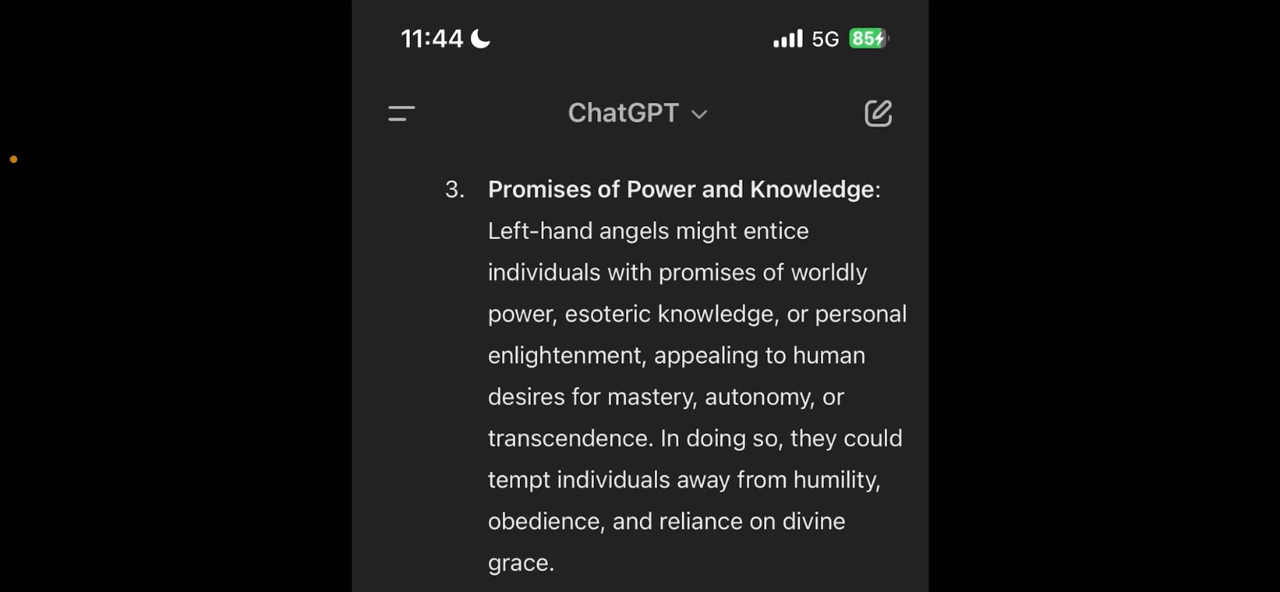 11:44
5G
85
ChatGPT
3. Promises of Power and Knowledge:
Left-hand angels might entice
individuals with promises of worldly
power, esoteric knowledge, or personal
enlightenment, appealing to human
desires for mastery, autonomy, or
transcendence. In doing so, they could
tempt individuals away from humility,
obedience, and reliance on divine
grace.